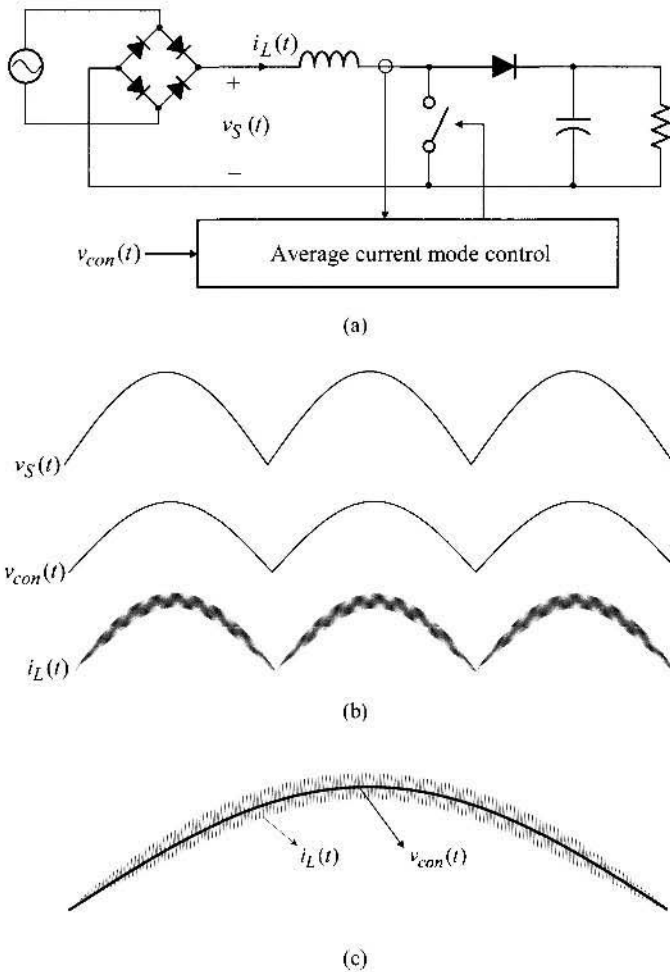 i_L(t)
+
v_S(t)
−
v_con(t)
Average current mode control
(a)
v_S(t)
v_con(t)
i_L(t)
(b)
i_L(t)
v_con(t)
(c)